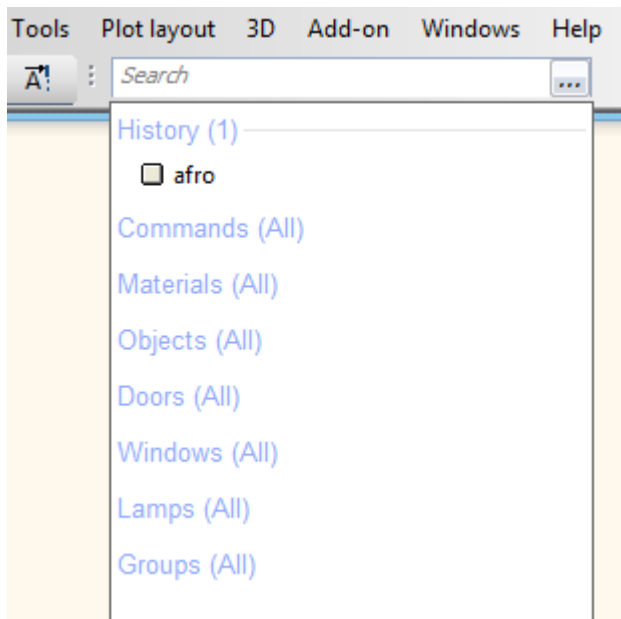 Tools Plot layout 3D Add-on Windows Help
A Search ...
History (1)
afro
Commands (All)
Materials (All)
Objects (All)
Doors (All)
Windows (All)
Lamps (All)
Groups (All)